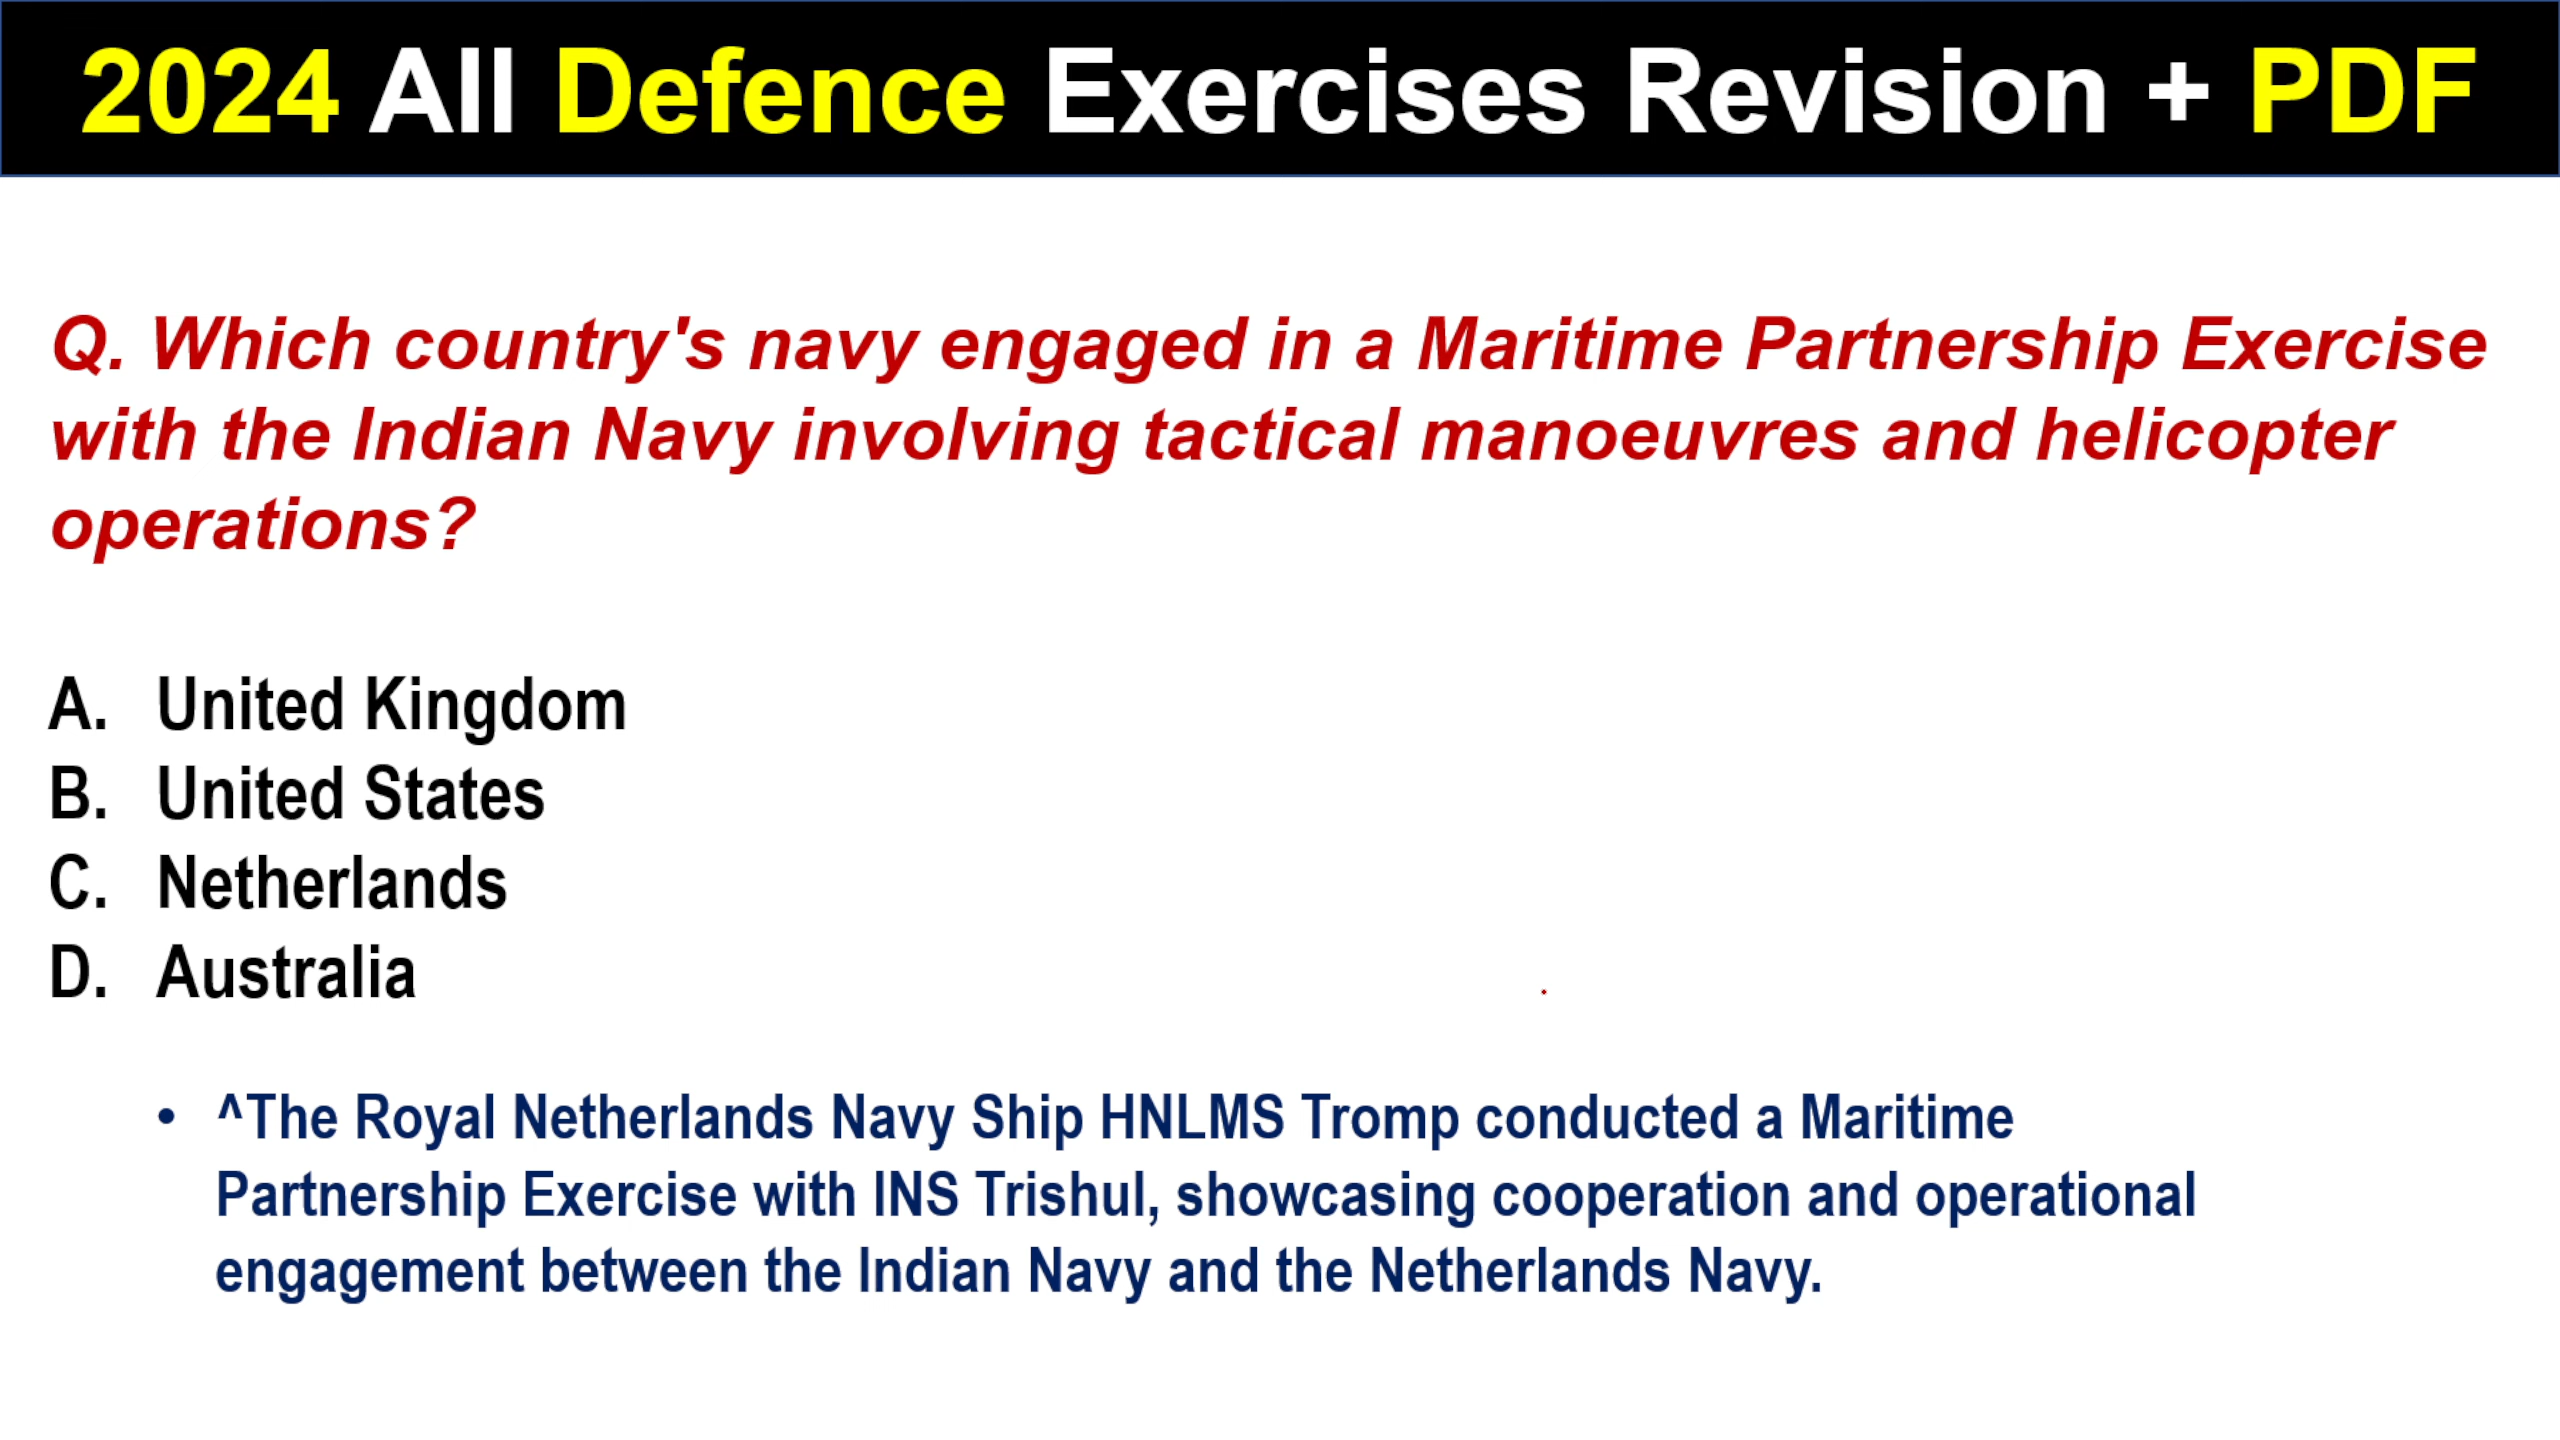 2024 All Defence Exercises Revision + PDF
Q. Which country's navy engaged in a Maritime Partnership Exercise
with the Indian Navy involving tactical manoeuvres and helicopter
operations?
A. United Kingdom
B. United States
C. Netherlands
D. Australia
• ^The Royal Netherlands Navy Ship HNLMS Tromp conducted a Maritime
Partnership Exercise with INS Trishul, showcasing cooperation and operational
engagement between the Indian Navy and the Netherlands Navy.